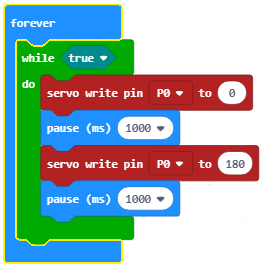 forever
while true
do servo write pin P0 to 0
pause (ms) 1000
servo write pin P0 to 180
pause (ms) 1000